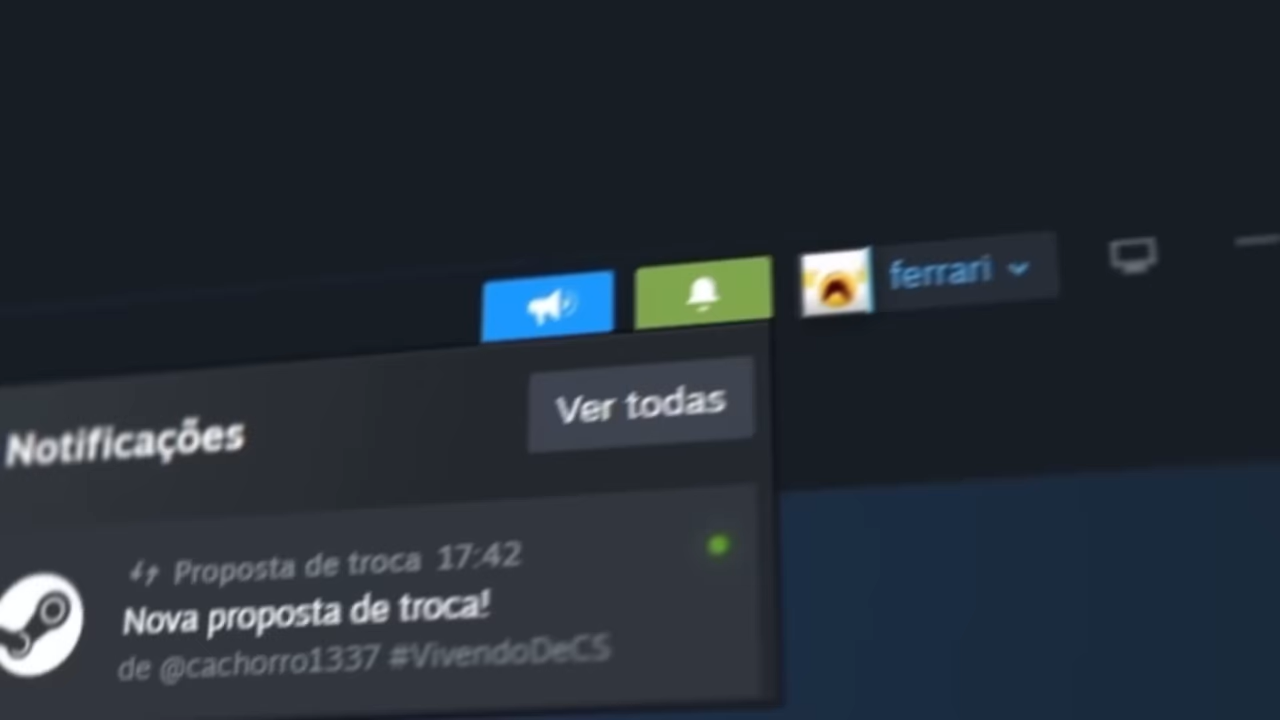 ferrari
Notificações
Ver todas
Proposta de troca 17:42
Nova proposta de troca!
de @cachorro1337 #VivendoDeCS